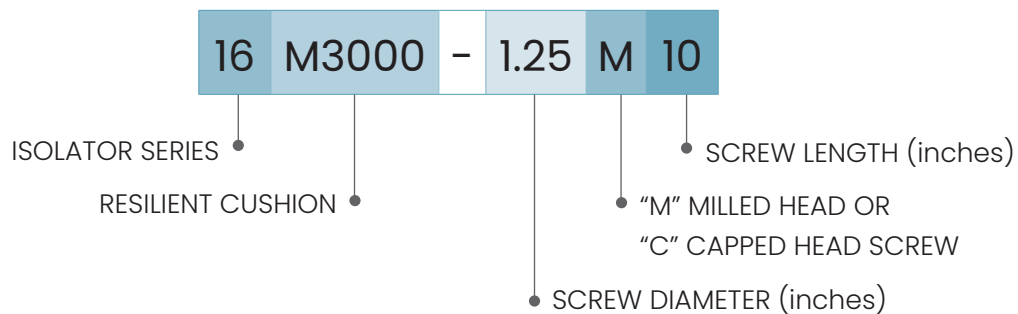 16 M3000 - 1.25 M 10
ISOLATOR SERIES
SCREW LENGTH (inches)
RESILIENT CUSHION
“M” MILLED HEAD OR
“C” CAPPED HEAD SCREW
SCREW DIAMETER (inches)